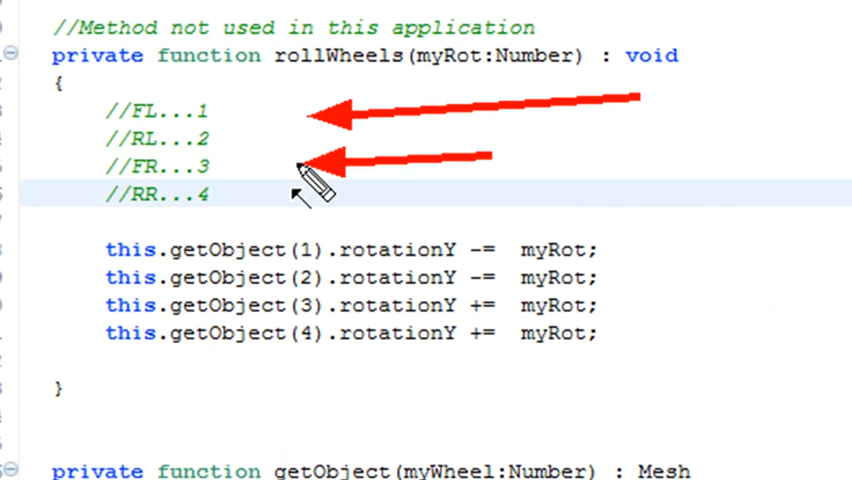 //Method not used in this application
private function rollWheels(myRot:Number) : void
{
//FL...1
//RL...2
//FR...3
//RR...4
this.getObject(1).rotationY -= myRot;
this.getObject(2).rotationY -= myRot;
this.getObject(3).rotationY += myRot;
this.getObject(4).rotationY += myRot;
}
private function getObject(myWheel:Number) : Mesh